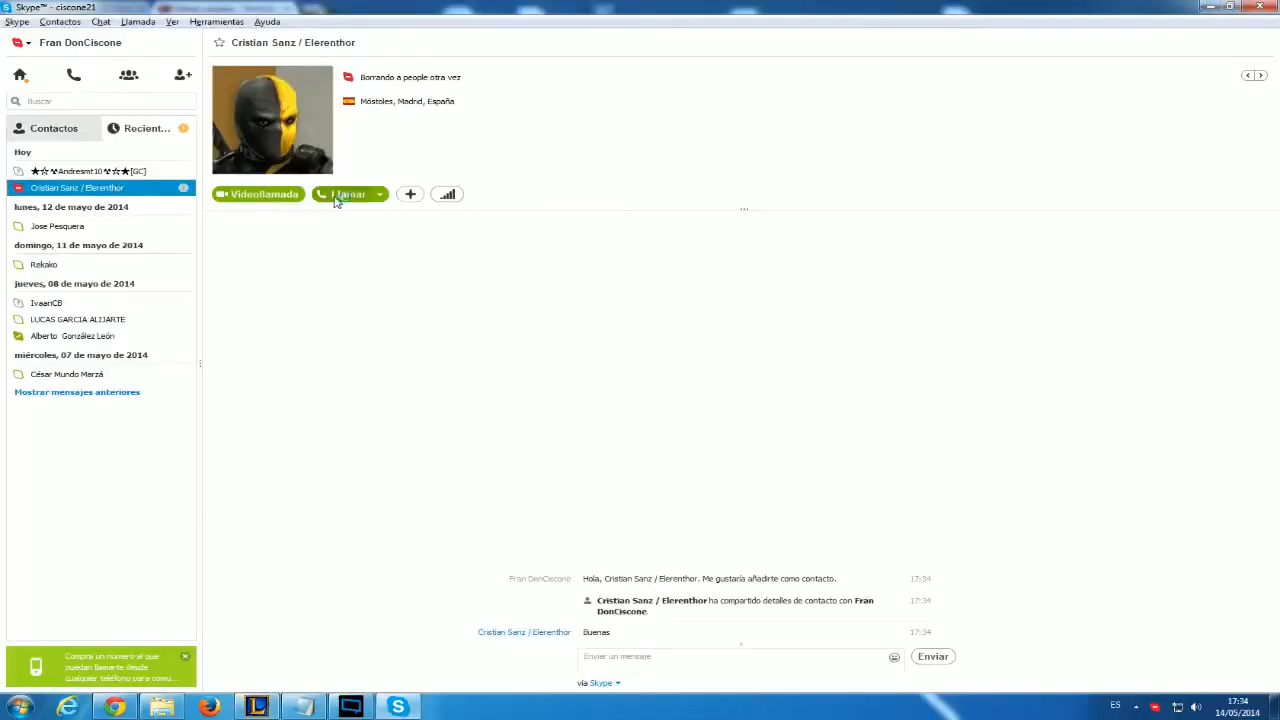 Skype™ - ciscone21
Skype Contactos Chat Llamada Ver Herramientas Ayuda
Fran DonCiscone
Buscar
Contactos Recient...
Hoy
★☆☢Andresmt10☢☆★[GC]
Cristian Sanz / Elerenthor
lunes, 12 de mayo de 2014
Jose Pesquera
domingo, 11 de mayo de 2014
Rekako
jueves, 08 de mayo de 2014
IvaanCB
LUCAS GARCIA ALIJARTE
Alberto González León
miércoles, 07 de mayo de 2014
César Mundo Marzá
Mostrar mensajes anteriores
Compra un número al que
puedan llamarte desde
cualquier teléfono para comu...
Cristian Sanz / Elerenthor
Borrando a people otra vez
Móstoles, Madrid, España
Videollamada Llamar
Fran DonCiscone Hola, Cristian Sanz / Elerenthor. Me gustaría añadirte como contacto. 17:34
Cristian Sanz / Elerenthor ha compartido detalles de contacto con Fran 17:34
DonCiscone.
Cristian Sanz / Elerenthor Buenas 17:34
Enviar un mensaje Enviar
vía Skype
ES 17:34
14/05/2014